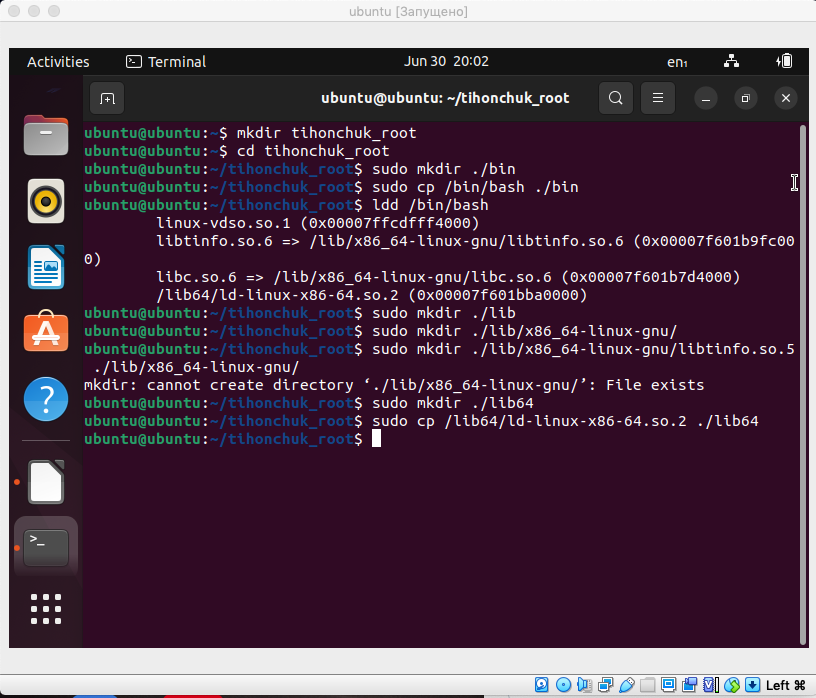 ubuntu [Запущено]
Activities
Terminal
Jun 30 20:02
en₁
ubuntu@ubuntu: ~/tihonchuk_root
ubuntu@ubuntu:~$ mkdir tihonchuk_root
ubuntu@ubuntu:~$ cd tihonchuk_root
ubuntu@ubuntu:~/tihonchuk_root$ sudo mkdir ./bin
ubuntu@ubuntu:~/tihonchuk_root$ sudo cp /bin/bash ./bin
ubuntu@ubuntu:~/tihonchuk_root$ ldd /bin/bash
linux-vdso.so.1 (0x00007ffcdfff4000)
libtinfo.so.6 => /lib/x86_64-linux-gnu/libtinfo.so.6 (0x00007f601b9fc00
0)
libc.so.6 => /lib/x86_64-linux-gnu/libc.so.6 (0x00007f601b7d4000)
/lib64/ld-linux-x86-64.so.2 (0x00007f601bba0000)
ubuntu@ubuntu:~/tihonchuk_root$ sudo mkdir ./lib
ubuntu@ubuntu:~/tihonchuk_root$ sudo mkdir ./lib/x86_64-linux-gnu/
ubuntu@ubuntu:~/tihonchuk_root$ sudo mkdir ./lib/x86_64-linux-gnu/libtinfo.so.5
./lib/x86_64-linux-gnu/
mkdir: cannot create directory ‘./lib/x86_64-linux-gnu/’: File exists
ubuntu@ubuntu:~/tihonchuk_root$ sudo mkdir ./lib64
ubuntu@ubuntu:~/tihonchuk_root$ sudo cp /lib64/ld-linux-x86-64.so.2 ./lib64
ubuntu@ubuntu:~/tihonchuk_root$
Left ⌘